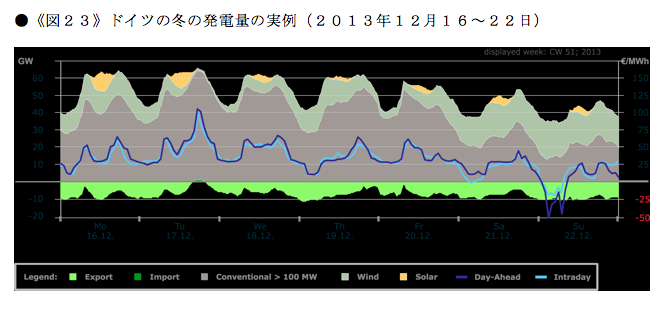 ●《図２３》ドイツの冬の発電量の実例（２０１３年１２月１６～２２日）
displayed week: CW 51; 2013
GW €/MWh
60 150
50 125
40 100
30 75
20 50
10 25
-10 -25
-20 -50
Mo Tu We Th Fr Sa Su
16.12. 17.12. 18.12. 19.12. 20.12. 21.12. 22.12.
Legend: Export Import Conventional > 100 MW Wind Solar Day-Ahead Intraday